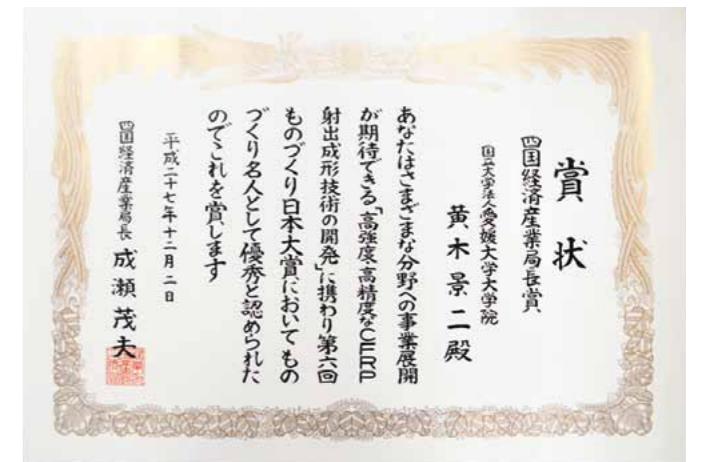 賞状
四国経済産業局長賞
国立大学法人愛媛大学大学院
黄木景二殿
あなたはさまざまな分野への事業展開
が期待できる「高強度・高精度なCFRP
射出成形技術の開発」に携わり第六回
ものづくり日本大賞においてもの
づくり名人として優秀と認められた
のでこれを賞します
平成二十七年十二月二日
四国経済産業局長 成瀬茂夫